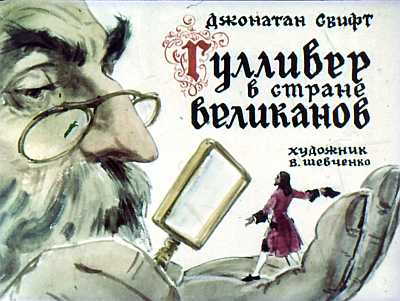 Джонатан Свифт
Гулливер
в стране
великанов
художник
В. Шевченко